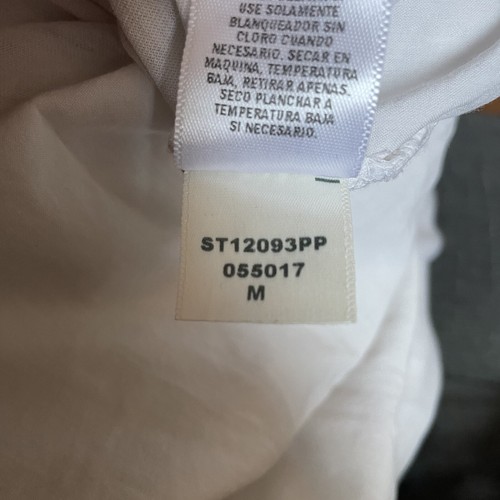 USE SOLAMENTE
BLANQUEADOR SIN
CLORO CUANDO
NECESARIO. SECAR EN
MAQUINA, TEMPERATURA
BAJA, RETIRAR APENAS.
SECO PLANCHAR A
TEMPERATURA BAJA
SI NECESARIO.
ST12093PP
055017
M